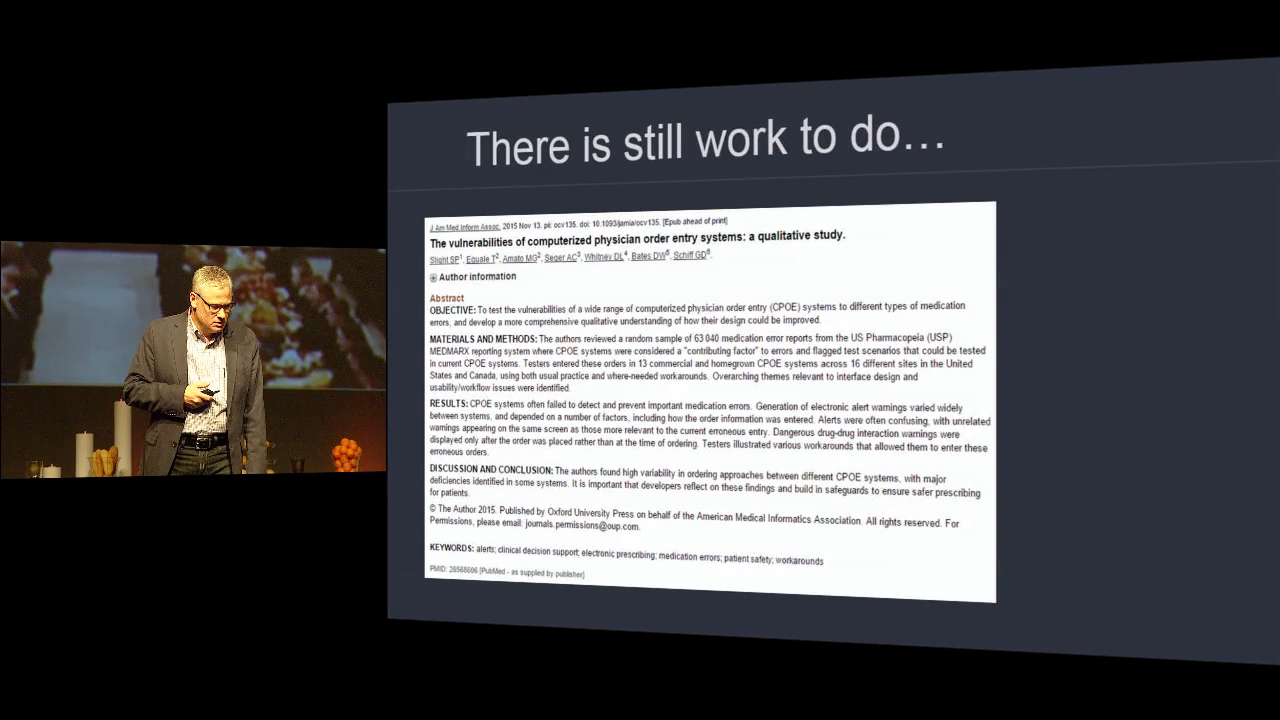 There is still work to do…
J Am Med Inform Assoc. 2015 Nov 13. pii: ocv135. doi: 10.1093/jamia/ocv135. [Epub ahead of print]
The vulnerabilities of computerized physician order entry systems: a qualitative study.
Slight SP1, Eguale T2, Amato MG2, Seger AC3, Whitney DL4, Bates DW5, Schiff GD6.
Author information
Abstract
OBJECTIVE: To test the vulnerabilities of a wide range of computerized physician order entry (CPOE) systems to different types of medication
errors, and develop a more comprehensive qualitative understanding of how their design could be improved.
MATERIALS AND METHODS: The authors reviewed a random sample of 63 040 medication error reports from the US Pharmacopeia (USP)
MEDMARX reporting system where CPOE systems were considered a "contributing factor" to errors and flagged test scenarios that could be tested
in current CPOE systems. Testers entered these orders in 13 commercial and homegrown CPOE systems across 16 different sites in the United
States and Canada, using both usual practice and where-needed workarounds. Overarching themes relevant to interface design and
usability/workflow issues were identified.
RESULTS: CPOE systems often failed to detect and prevent important medication errors. Generation of electronic alert warnings varied widely
between systems, and depended on a number of factors, including how the order information was entered. Alerts were often confusing, with unrelated
warnings appearing on the same screen as those more relevant to the current erroneous entry. Dangerous drug-drug interaction warnings were
displayed only after the order was placed rather than at the time of ordering. Testers illustrated various workarounds that allowed them to enter these
erroneous orders.
DISCUSSION AND CONCLUSION: The authors found high variability in ordering approaches between different CPOE systems, with major
deficiencies identified in some systems. It is important that developers reflect on these findings and build in safeguards to ensure safer prescribing
for patients.
© The Author 2015. Published by Oxford University Press on behalf of the American Medical Informatics Association. All rights reserved. For
Permissions, please email: journals.permissions@oup.com.
KEYWORDS: alerts; clinical decision support; electronic prescribing; medication errors; patient safety; workarounds
PMID: 26568606 [PubMed - as supplied by publisher]